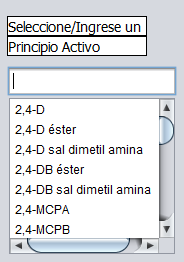 Seleccione/Ingrese un
Principio Activo
2,4-D
2,4-D éster
2,4-D sal dimetil amina
2,4-DB éster
2,4-DB sal dimetil amina
2,4-MCPA
2,4-MCPB